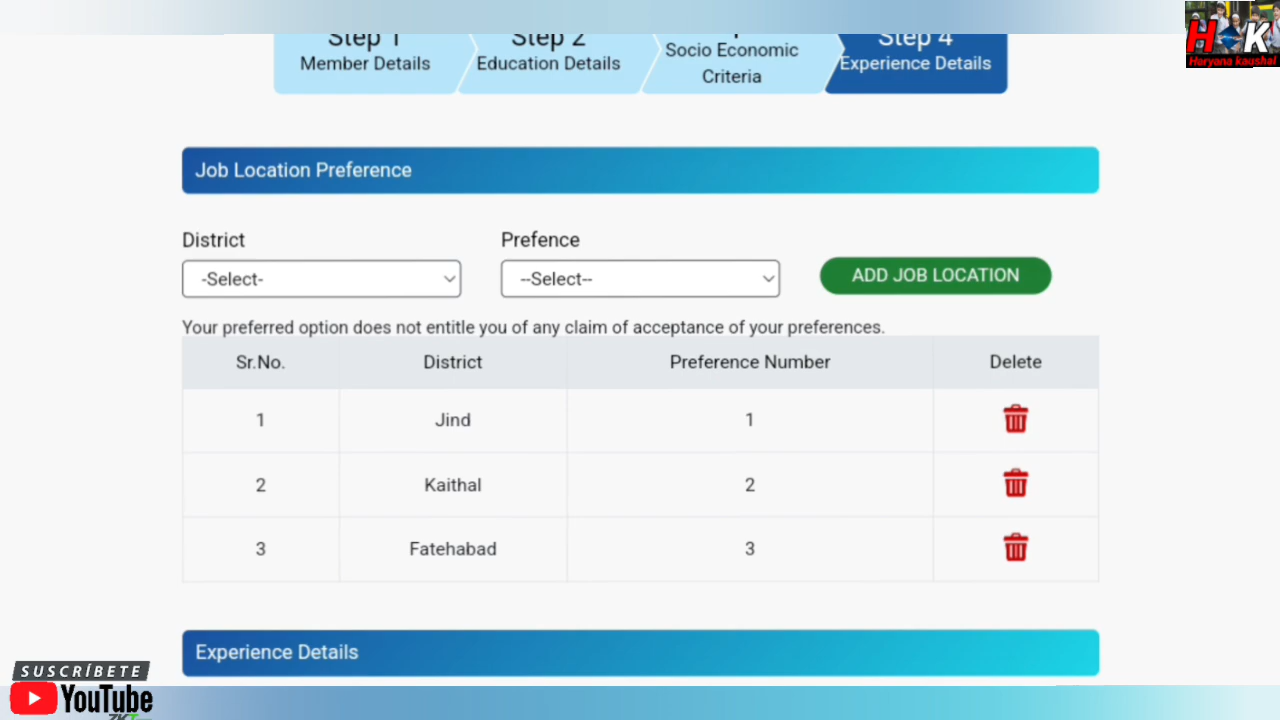 Step 1
Member Details
Step 2
Education Details
Socio Economic
Criteria
Step 4
Experience Details
H K
Haryana kaushal
Job Location Preference
District
Prefence
-Select-
--Select--
ADD JOB LOCATION
Your preferred option does not entitle you of any claim of acceptance of your preferences.
Sr.No. District Preference Number Delete
1 Jind 1
2 Kaithal 2
3 Fatehabad 3
Experience Details
SUSCRÍBETE
YouTube